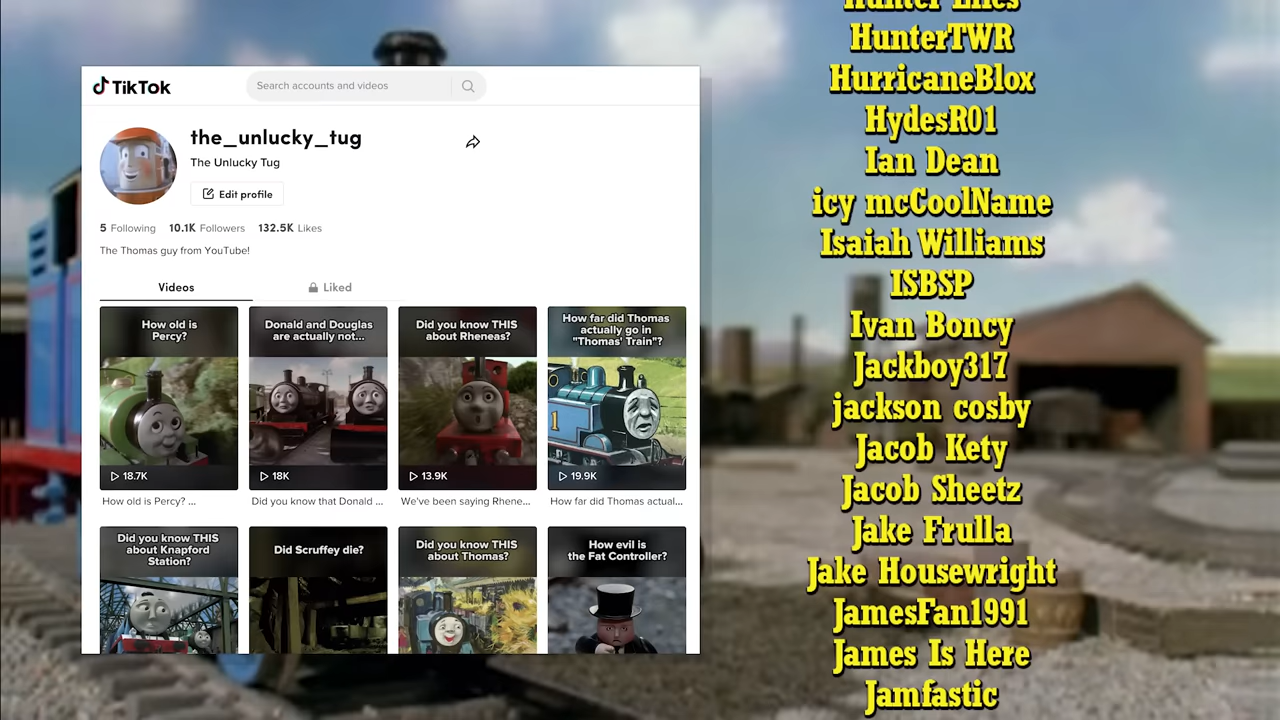 TikTok
Search accounts and videos
the_unlucky_tug
The Unlucky Tug
Edit profile
5 Following 10.1K Followers 132.5K Likes
The Thomas guy from YouTube!
Videos
Liked
How old is
Percy?
18.7K
How old is Percy? ...
Donald and Douglas
are actually not...
18K
Did you know that Donald ...
Did you know THIS
about Rheneas?
13.9K
We've been saying Rhene...
How far did Thomas
actually go in
"Thomas' Train"?
1
19.9K
How far did Thomas actual...
Did you know THIS
about Knapford
Station?
Did Scruffey die?
Did you know THIS
about Thomas?
How evil is
the Fat Controller?
HunterTWR
HurricaneBlox
HydesR01
Ian Dean
icy mcCoolName
Isaiah Williams
ISBSP
Ivan Boncy
Jackboy317
jackson cosby
Jacob Kety
Jacob Sheetz
Jake Frulla
Jake Housewright
JamesFan1991
James Is Here
Jamfastic